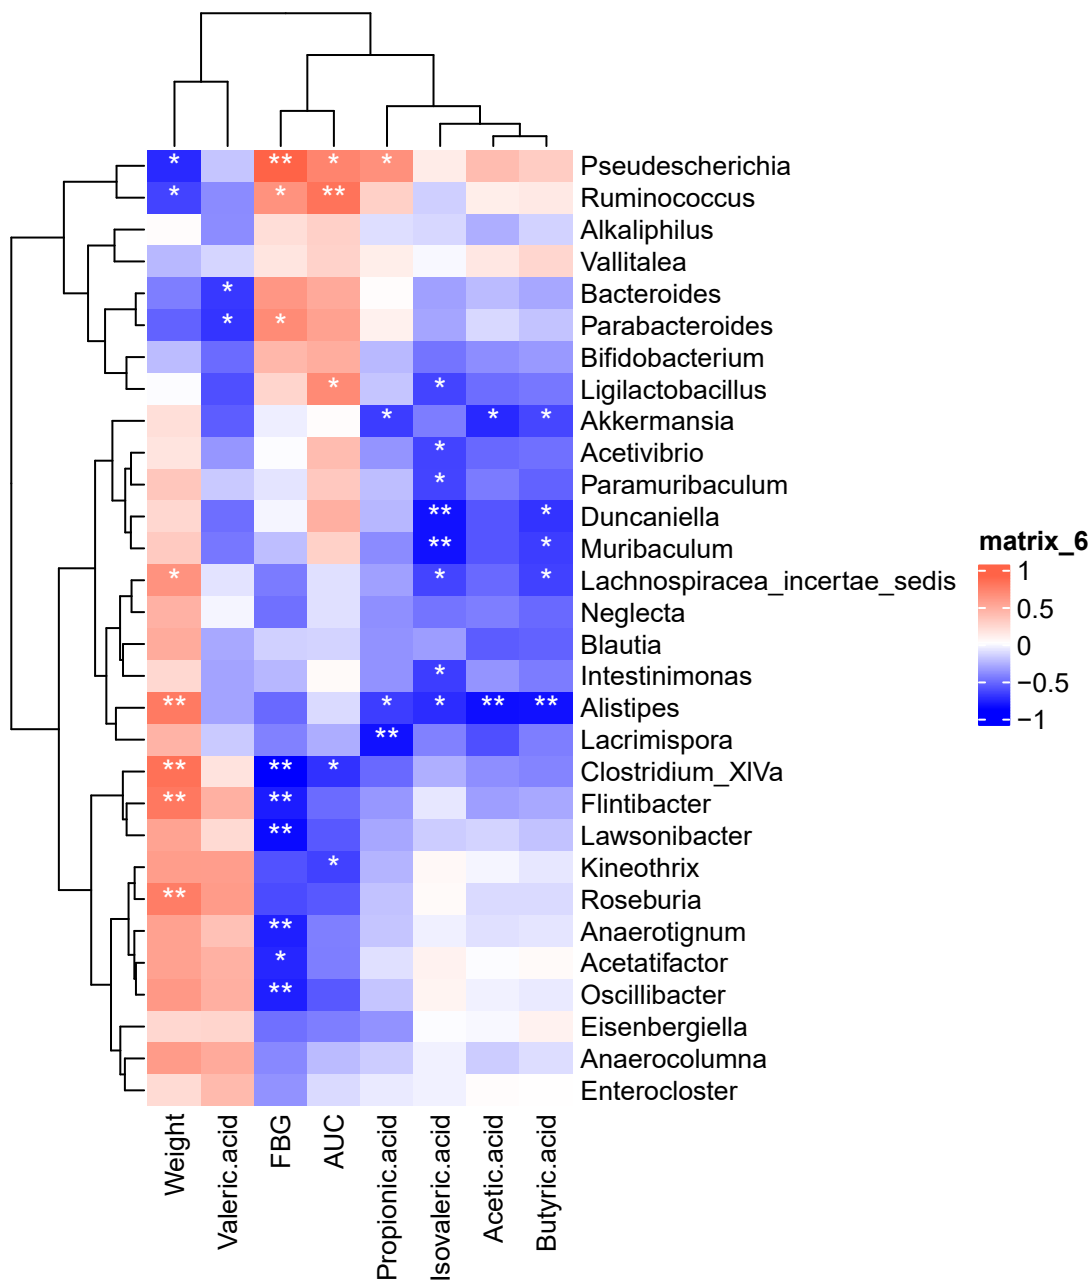 * ** * * Pseudescherichia
* * ** Ruminococcus
Alkaliphilus
Vallitalea
* Bacteroides
* * Parabacteroides
Bifidobacterium
* * Ligilactobacillus
* * * Akkermansia
* Acetivibrio
* Paramuribaculum
** * Duncaniella
** * Muribaculum
* * * Lachnospiracea_incertae_sedis
Neglecta
Blautia
* Intestinimonas
** * * ** ** Alistipes
** Lacrimispora
** ** * Clostridium_XIVa
** ** Flintibacter
** Lawsonibacter
* Kineothrix
** Roseburia
** Anaerotignum
* Acetatifactor
** Oscillibacter
Eisenbergiella
Anaerocolumna
Enterocloster
Weight
Valeric.acid
FBG
AUC
Propionic.acid
Isovaleric.acid
Acetic.acid
Butyric.acid
matrix_6
1
0.5
0
−0.5
−1